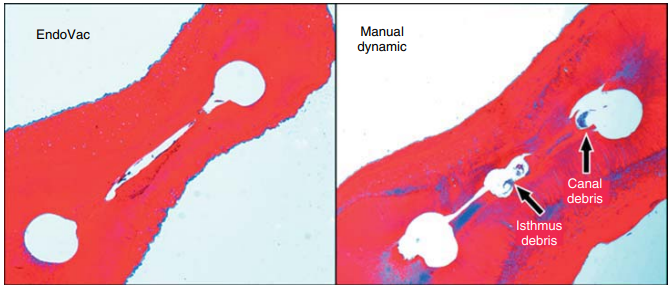 EndoVac
Manual
dynamic
Canal
debris
Isthmus
debris